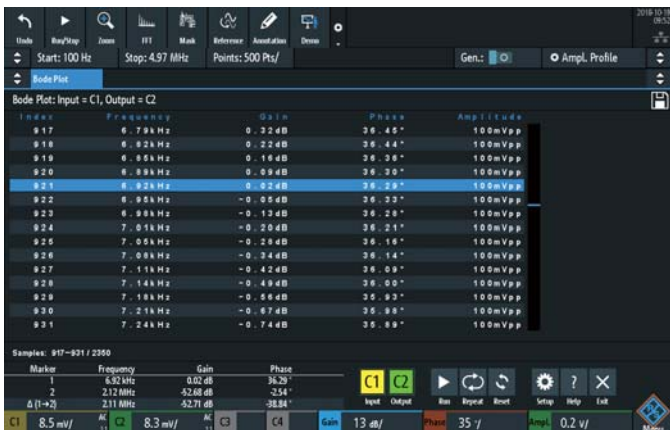 2018-10-19
09:52
Undo Run/Stop Zoom FFT Mask Reference Annotation Demo
Start: 100 Hz Stop: 4.97 MHz Points: 500 Pts/ Gen.: Ampl. Profile
Bode Plot
Bode Plot: Input = C1, Output = C2
Index Frequency Gain Phase Amplitude
917 6.79kHz 0.32dB 36.45° 100mVpp
918 6.82kHz 0.22dB 36.44° 100mVpp
919 6.85kHz 0.16dB 36.36° 100mVpp
920 6.89kHz 0.09dB 36.30° 100mVpp
921 6.92kHz 0.02dB 36.29° 100mVpp
922 6.95kHz -0.05dB 36.33° 100mVpp
923 6.98kHz -0.13dB 36.28° 100mVpp
924 7.01kHz -0.20dB 36.21° 100mVpp
925 7.05kHz -0.28dB 36.16° 100mVpp
926 7.08kHz -0.34dB 36.14° 100mVpp
927 7.11kHz -0.42dB 36.09° 100mVpp
928 7.14kHz -0.49dB 36.00° 100mVpp
929 7.18kHz -0.56dB 35.93° 100mVpp
930 7.21kHz -0.67dB 35.98° 100mVpp
931 7.24kHz -0.74dB 35.89° 100mVpp
Samples: 917-931 / 2350
Marker Frequency Gain Phase
1 6.92 kHz 0.02 dB 36.29 °
2 2.12 MHz -52.68 dB -2.54 °
Δ (1→2) 2.11 MHz -52.71 dB -38.84 °
C1 C2
Input Output Run Repeat Reset Setup Help Exit
C1 8.5 mV/ AC C2 8.3 mV/ AC C3 C4 Gain 13 dB/ Phase 35 °/ Ampl. 0.2 V/ Menu